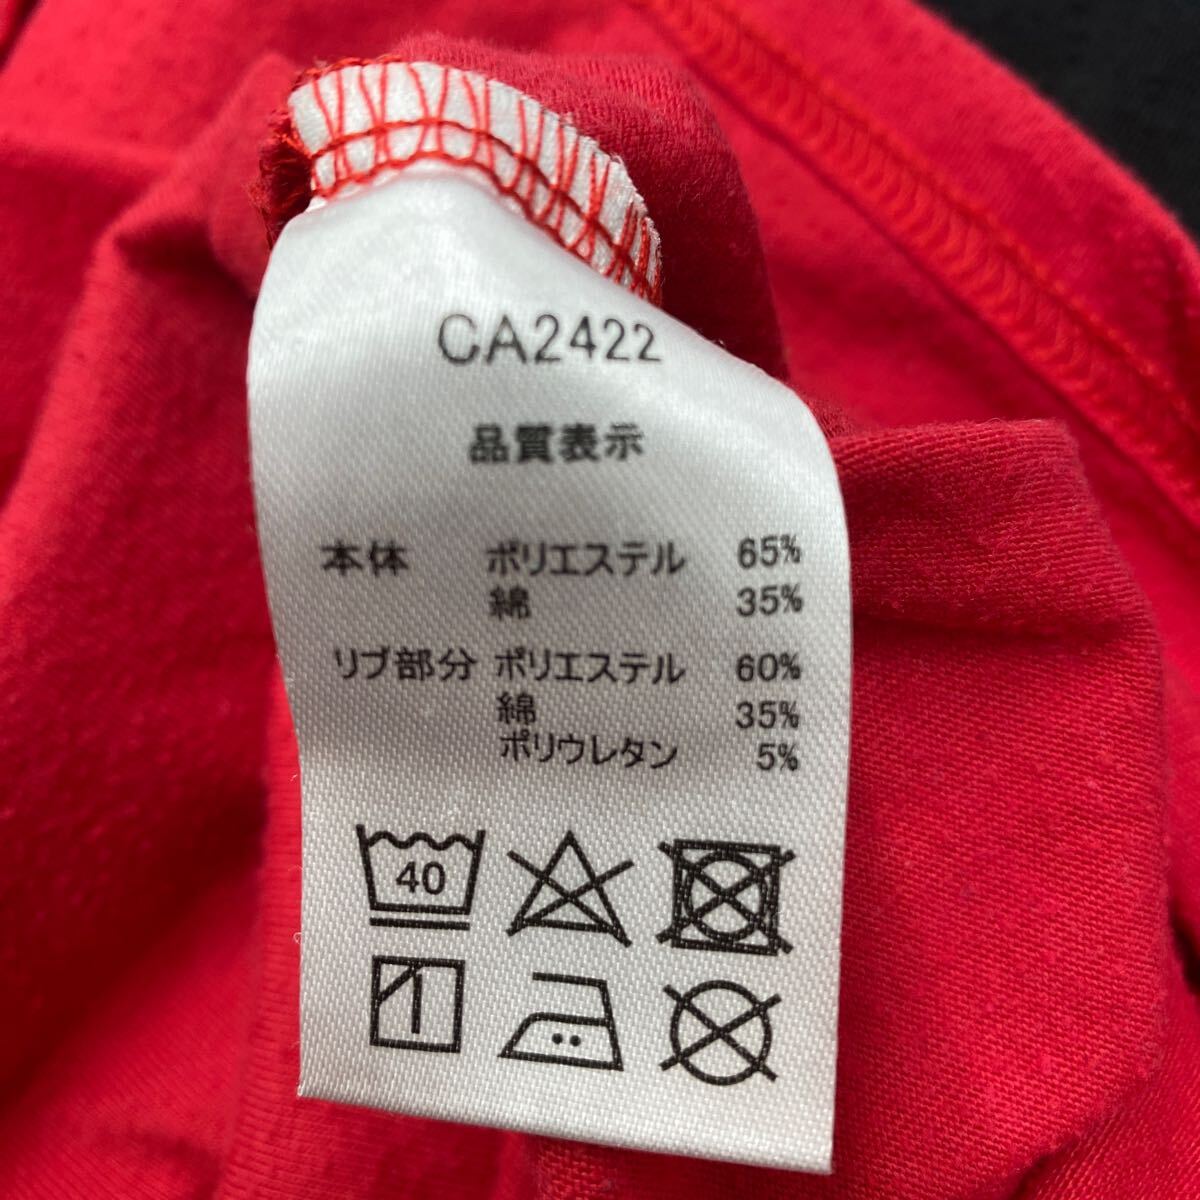 CA2422
品質表示
本体 ポリエステル 65%
綿 35%
リブ部分 ポリエステル 60%
綿 35%
ポリウレタン 5%
40